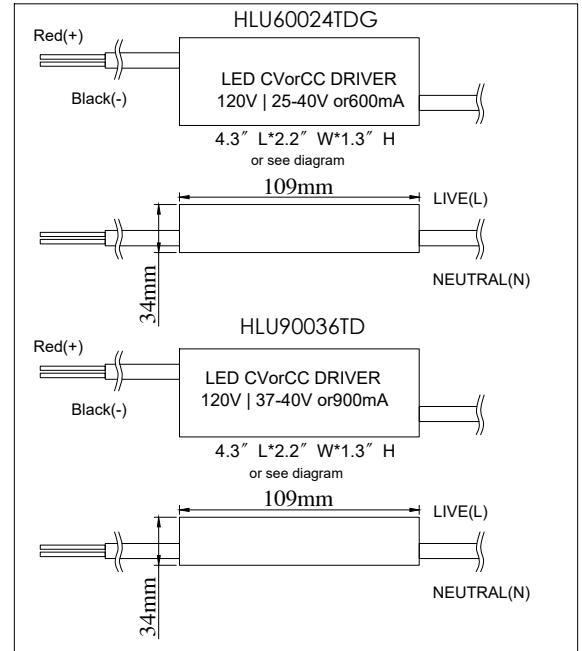 HLU60024TDG
Red(+)
LED CVorCC DRIVER
120V | 25-40V or600mA
Black(-)
4.3″ L*2.2″ W*1.3″ H
or see diagram
109mm
LIVE(L)
34mm
NEUTRAL(N)
HLU90036TD
Red(+)
LED CVorCC DRIVER
120V | 37-40V or900mA
Black(-)
4.3″ L*2.2″ W*1.3″ H
or see diagram
109mm
LIVE(L)
34mm
NEUTRAL(N)